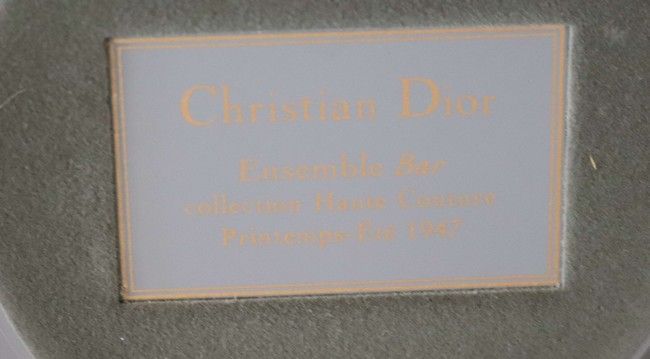 Christian Dior
Ensemble Bar
collection Haute Couture
Printemps-Eté 1947